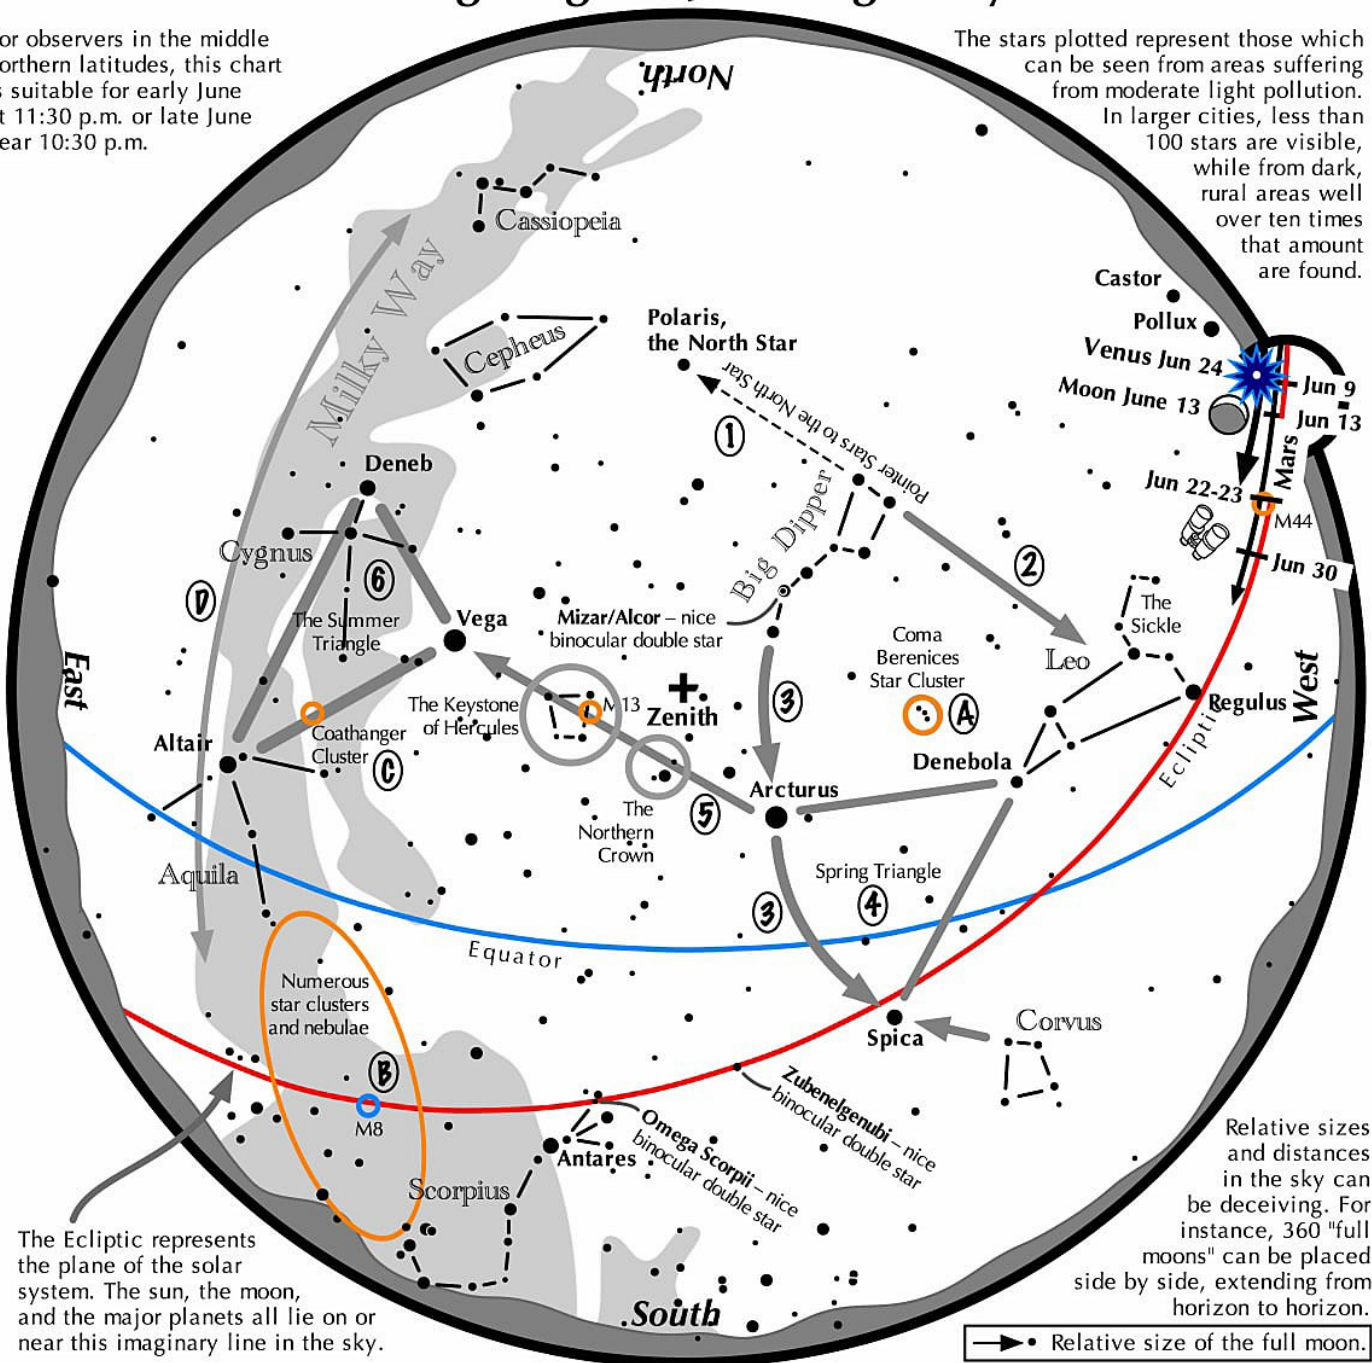 or observers in the middle
orthern latitudes, this chart
s suitable for early June
t 11:30 p.m. or late June
ear 10:30 p.m.
The stars plotted represent those which
can be seen from areas suffering
from moderate light pollution.
In larger cities, less than
100 stars are visible,
while from dark,
rural areas well
over ten times
that amount
are found.
North
Cassiopeia
Milky Way
Cepheus
Polaris,
the North Star
Pointer Stars to the North Star
1
Castor
Pollux
Venus Jun 24
Moon June 13
Jun 9
Jun 13
Mars
Jun 22-23
M44
Jun 30
Deneb
Cygnus
D
6
The Summer
Triangle
Vega
Big Dipper
2
Mizar/Alcor – nice
binocular double star
Coma
Berenices
Star Cluster
A
The
Sickle
Leo
Regulus
West
East
3
The Keystone
of Hercules
M13
Zenith
Altair
Coathanger
Cluster
C
Denebola
Ecliptic
Arcturus
The
Northern
Crown
5
Aquila
Spring Triangle
4
3
Equator
Numerous
star clusters
and nebulae
B
M8
Spica
Corvus
Zubenelgenubi – nice
binocular double star
Omega Scorpii – nice
binocular double star
Antares
Scorpius
South
The Ecliptic represents
the plane of the solar
system. The sun, the moon,
and the major planets all lie on or
near this imaginary line in the sky.
Relative sizes
and distances
in the sky can
be deceiving. For
instance, 360 "full
moons" can be placed
side by side, extending from
horizon to horizon.
Relative size of the full moon.